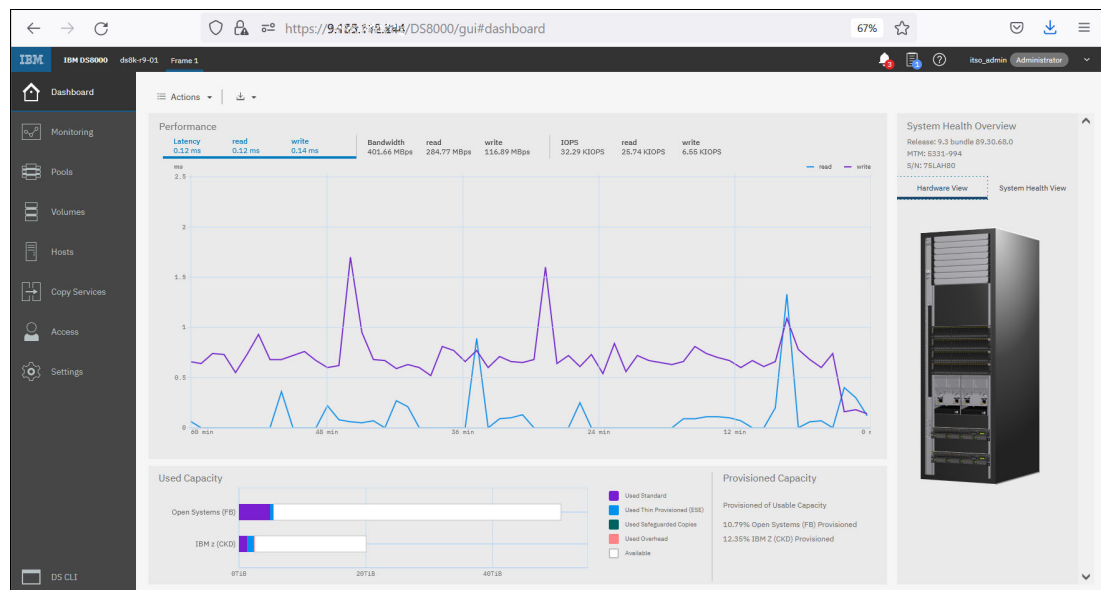 67%
IBM
IBM DS8000 ds8k-r9-01 Frame 1
3
1
itso_admin Administrator
Dashboard
Monitoring
Pools
Volumes
Hosts
Copy Services
Access
Settings
DS CLI
Actions
Performance
Latency read write Bandwidth read write IOPS read write
0.12 ms 0.12 ms 0.14 ms 401.66 MBps 284.77 MBps 116.89 MBps 32.29 KIOPS 25.74 KIOPS 6.55 KIOPS
ms
read write
2.5
2
1.5
1
0.5
0
60 min 48 min 36 min 24 min 12 min 0
Used Capacity
Open Systems (FB)
IBM z (CKD)
0TiB 20TiB 40TiB
Used Standard
Used Thin Provisioned (ESE)
Used Safeguarded Copies
Used Overhead
Available
Provisioned Capacity
Provisioned of Usable Capacity
10.79% Open Systems (FB) Provisioned
12.35% IBM Z (CKD) Provisioned
System Health Overview
Release: 9.3 bundle 89.30.68.0
MTM: 5331-994
S/N: 75LAH80
Hardware View System Health View
https:// /DS8000/gui#dashboard